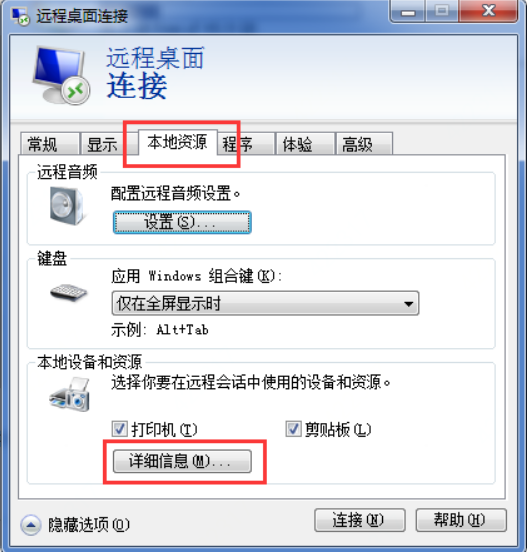 远程桌面连接
远程桌面
连接
常规 显示 本地资源 程序 体验 高级
远程音频
配置远程音频设置。
设置(S)...
键盘
应用 Windows 组合键(K):
仅在全屏显示时
示例: Alt+Tab
本地设备和资源
选择你要在远程会话中使用的设备和资源。
打印机(T) 剪贴板(L)
详细信息(M)...
隐藏选项(O) 连接(N) 帮助(H)